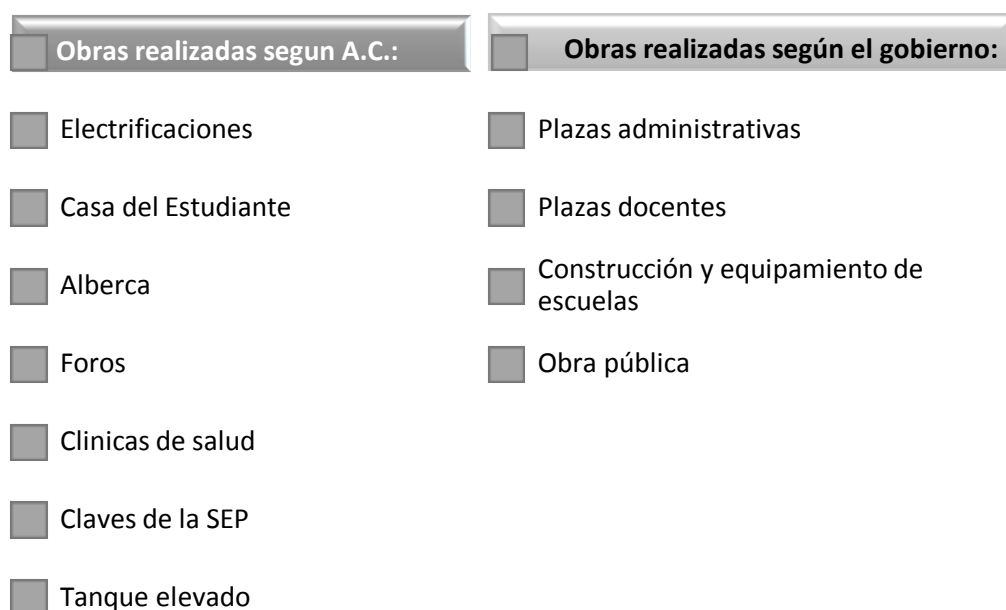 Obras realizadas segun A.C.:
Electrificaciones
Casa del Estudiante
Alberca
Foros
Clinicas de salud
Claves de la SEP
Tanque elevado
Obras realizadas según el gobierno:
Plazas administrativas
Plazas docentes
Construcción y equipamiento de
escuelas
Obra pública